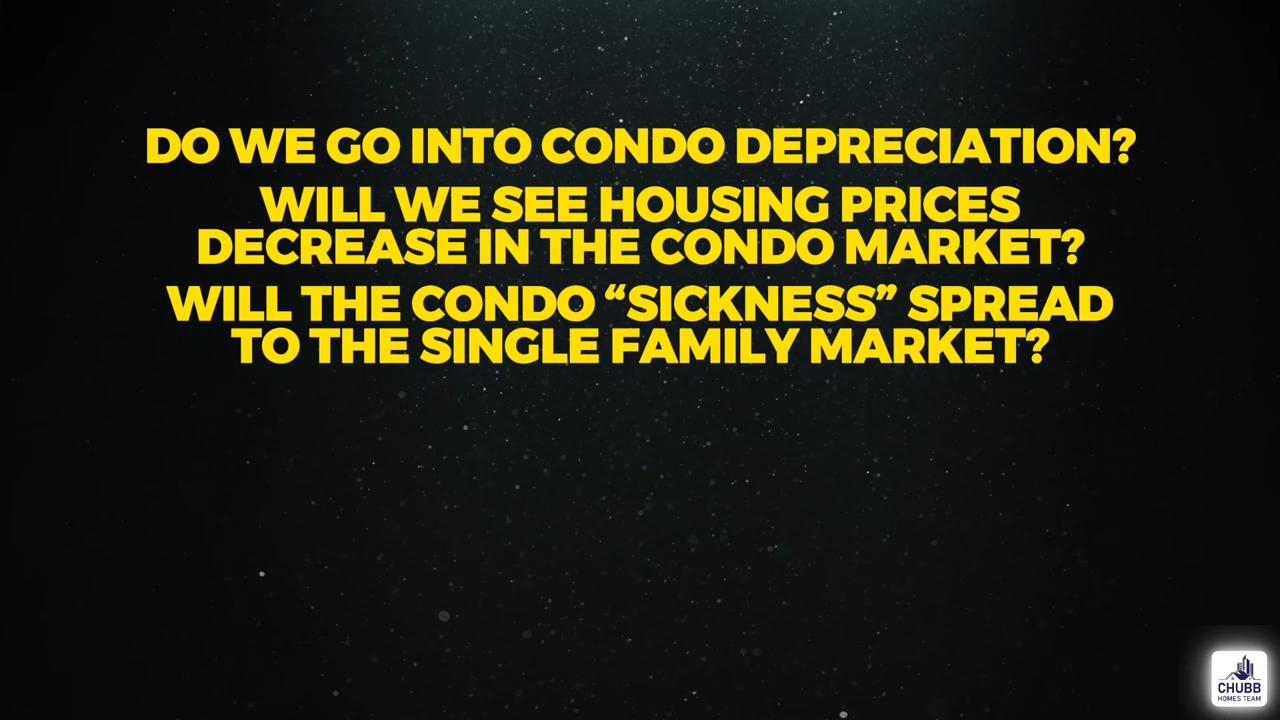 DO WE GO INTO CONDO DEPRECIATION?
WILL WE SEE HOUSING PRICES
DECREASE IN THE CONDO MARKET?
WILL THE CONDO “SICKNESS” SPREAD
TO THE SINGLE FAMILY MARKET?
CHUBB
HOMES TEAM